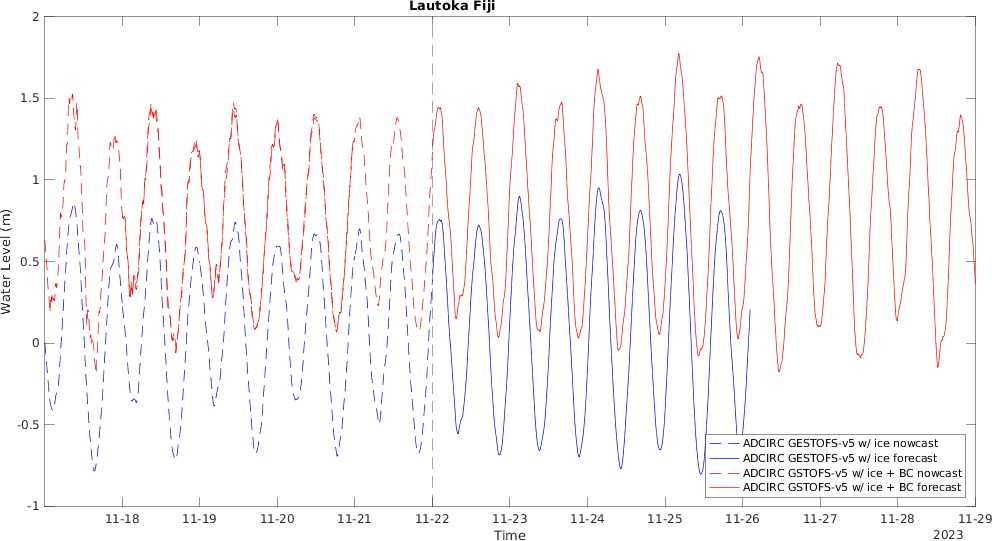 Lautoka Fiji
Water Level (m)
2
1.5
1
0.5
0
-0.5
-1
ADCIRC GESTOFS-v5 w/ ice nowcast
ADCIRC GESTOFS-v5 w/ ice forecast
ADCIRC GSTOFS-v5 w/ ice + BC nowcast
ADCIRC GSTOFS-v5 w/ ice + BC forecast
11-18 11-19 11-20 11-21 11-22 11-23 11-24 11-25 11-26 11-27 11-28 11-29
Time
2023